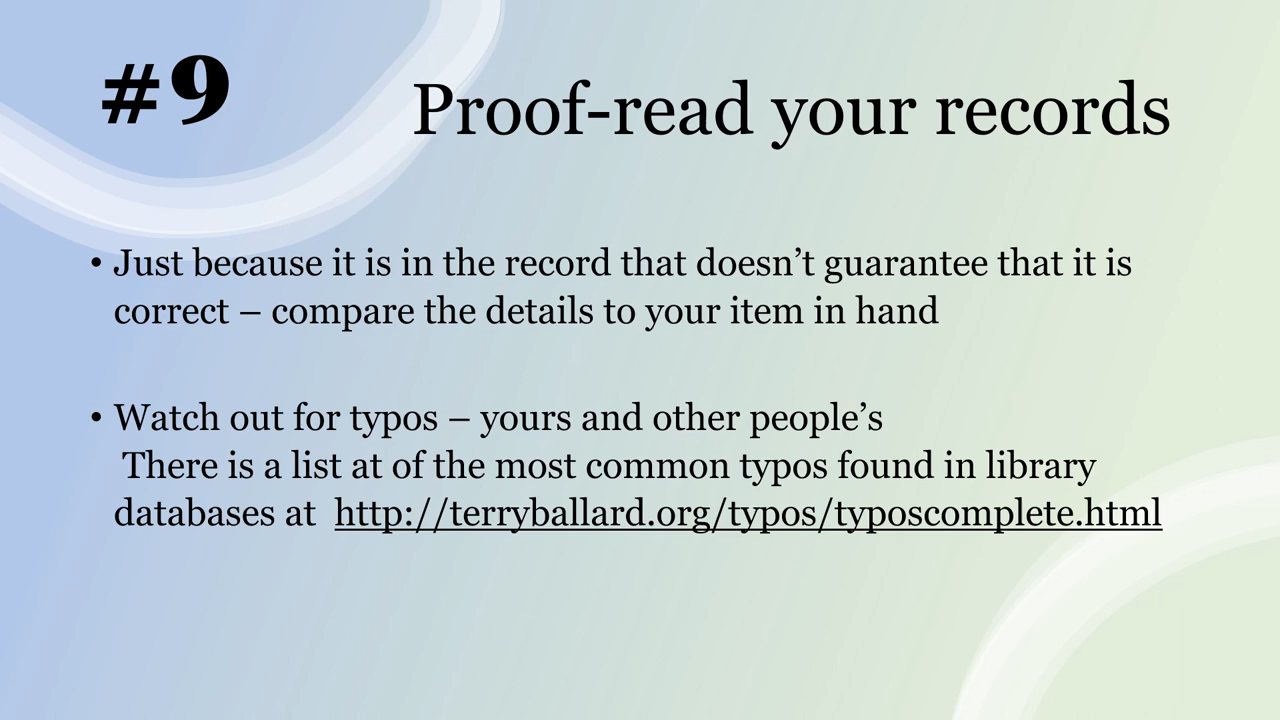 #9
Proof-read your records
• Just because it is in the record that doesn’t guarantee that it is
correct – compare the details to your item in hand
• Watch out for typos – yours and other people’s
There is a list at of the most common typos found in library
databases at http://terryballard.org/typos/typoscomplete.html